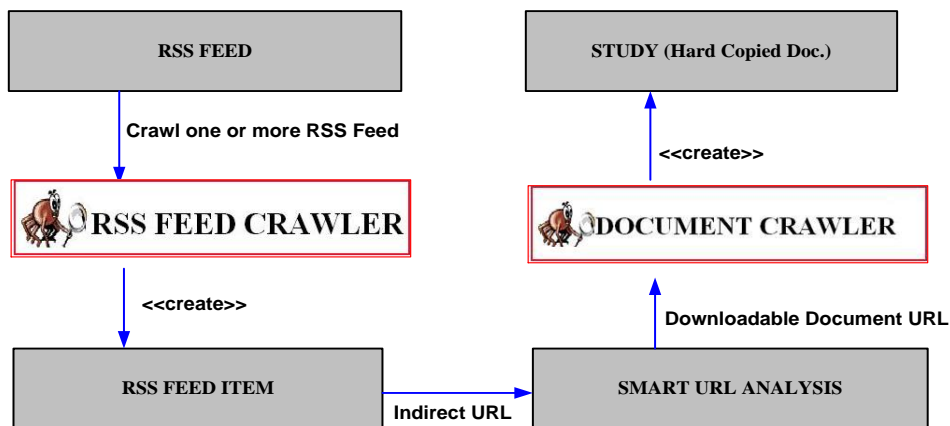 RSS FEED
STUDY (Hard Copied Doc.)
Crawl one or more RSS Feed
<<create>>
RSS FEED CRAWLER
DOCUMENT CRAWLER
<<create>>
Downloadable Document URL
RSS FEED ITEM
SMART URL ANALYSIS
Indirect URL